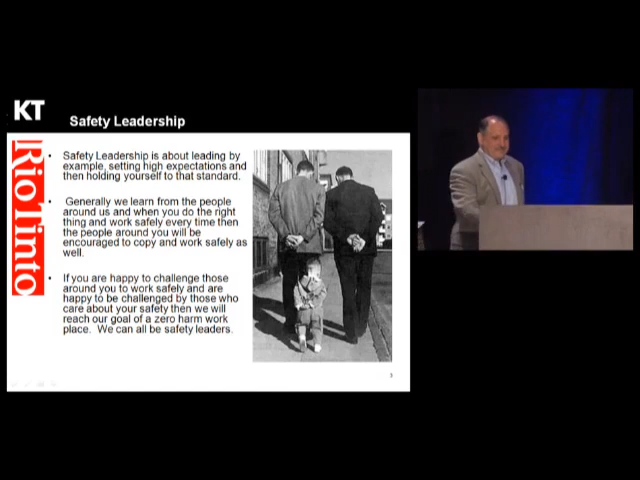 KT
Safety Leadership
Rio Tinto
• Safety Leadership is about leading by
example, setting high expectations and
then holding yourself to that standard.
• Generally we learn from the people
around us and when you do the right
thing and work safely every time then
the people around you will be
encouraged to copy and work safely as
well.
• If you are happy to challenge those
around you to work safely and are
happy to be challenged by those who
care about your safety then we will
reach our goal of a zero harm work
place. We can all be safety leaders.
3